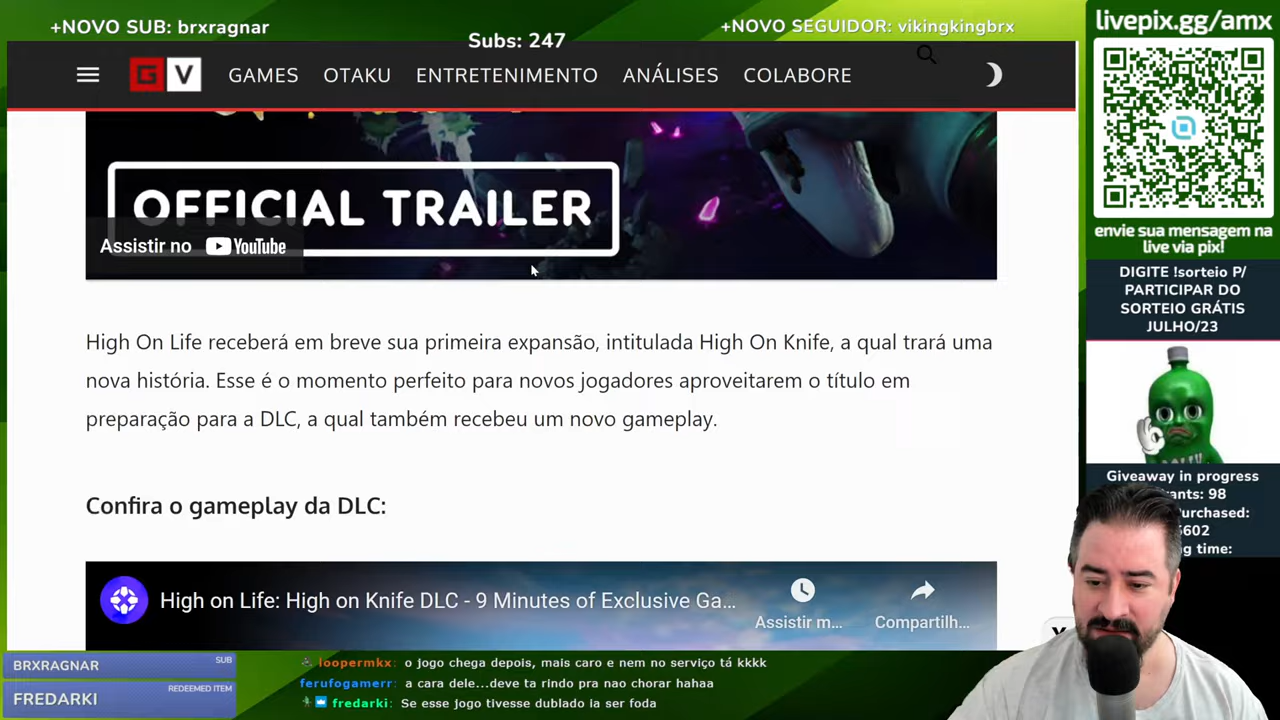 +NOVO SUB: brxragnar
Subs: 247
+NOVO SEGUIDOR: vikingkingbrx
livepix.gg/amx
G V GAMES OTAKU ENTRETENIMENTO ANÁLISES COLABORE
OFFICIAL TRAILER
Assistir no YouTube
envie sua mensagem na
live via pix!
DIGITE !sorteio P/
PARTICIPAR DO
SORTEIO GRÁTIS
JULHO/23
High On Life receberá em breve sua primeira expansão, intitulada High On Knife, a qual trará uma
nova história. Esse é o momento perfeito para novos jogadores aproveitarem o título em
preparação para a DLC, a qual também recebeu um novo gameplay.
Confira o gameplay da DLC:
Giveaway in progress
98
High on Life: High on Knife DLC - 9 Minutes of Exclusive Ga...
Assistir m...
Compartilh...
BRXRAGNAR SUB
FREDARKI REDEEMED ITEM
loopermkx: o jogo chega depois, mais caro e nem no serviço tá kkkk
ferufogamerr: a cara dele...deve ta rindo pra nao chorar hahaa
fredarki: Se esse jogo tivesse dublado ia ser foda